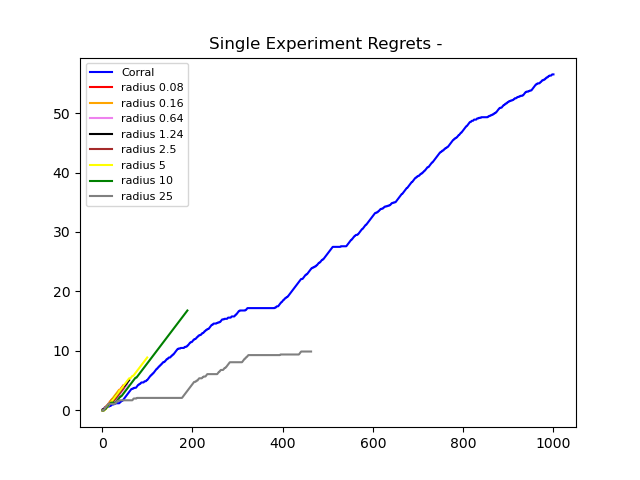 Single Experiment Regrets -
Corral
radius 0.08
radius 0.16
radius 0.64
radius 1.24
radius 2.5
radius 5
radius 10
radius 25
50
40
30
20
10
0
0 200 400 600 800 1000